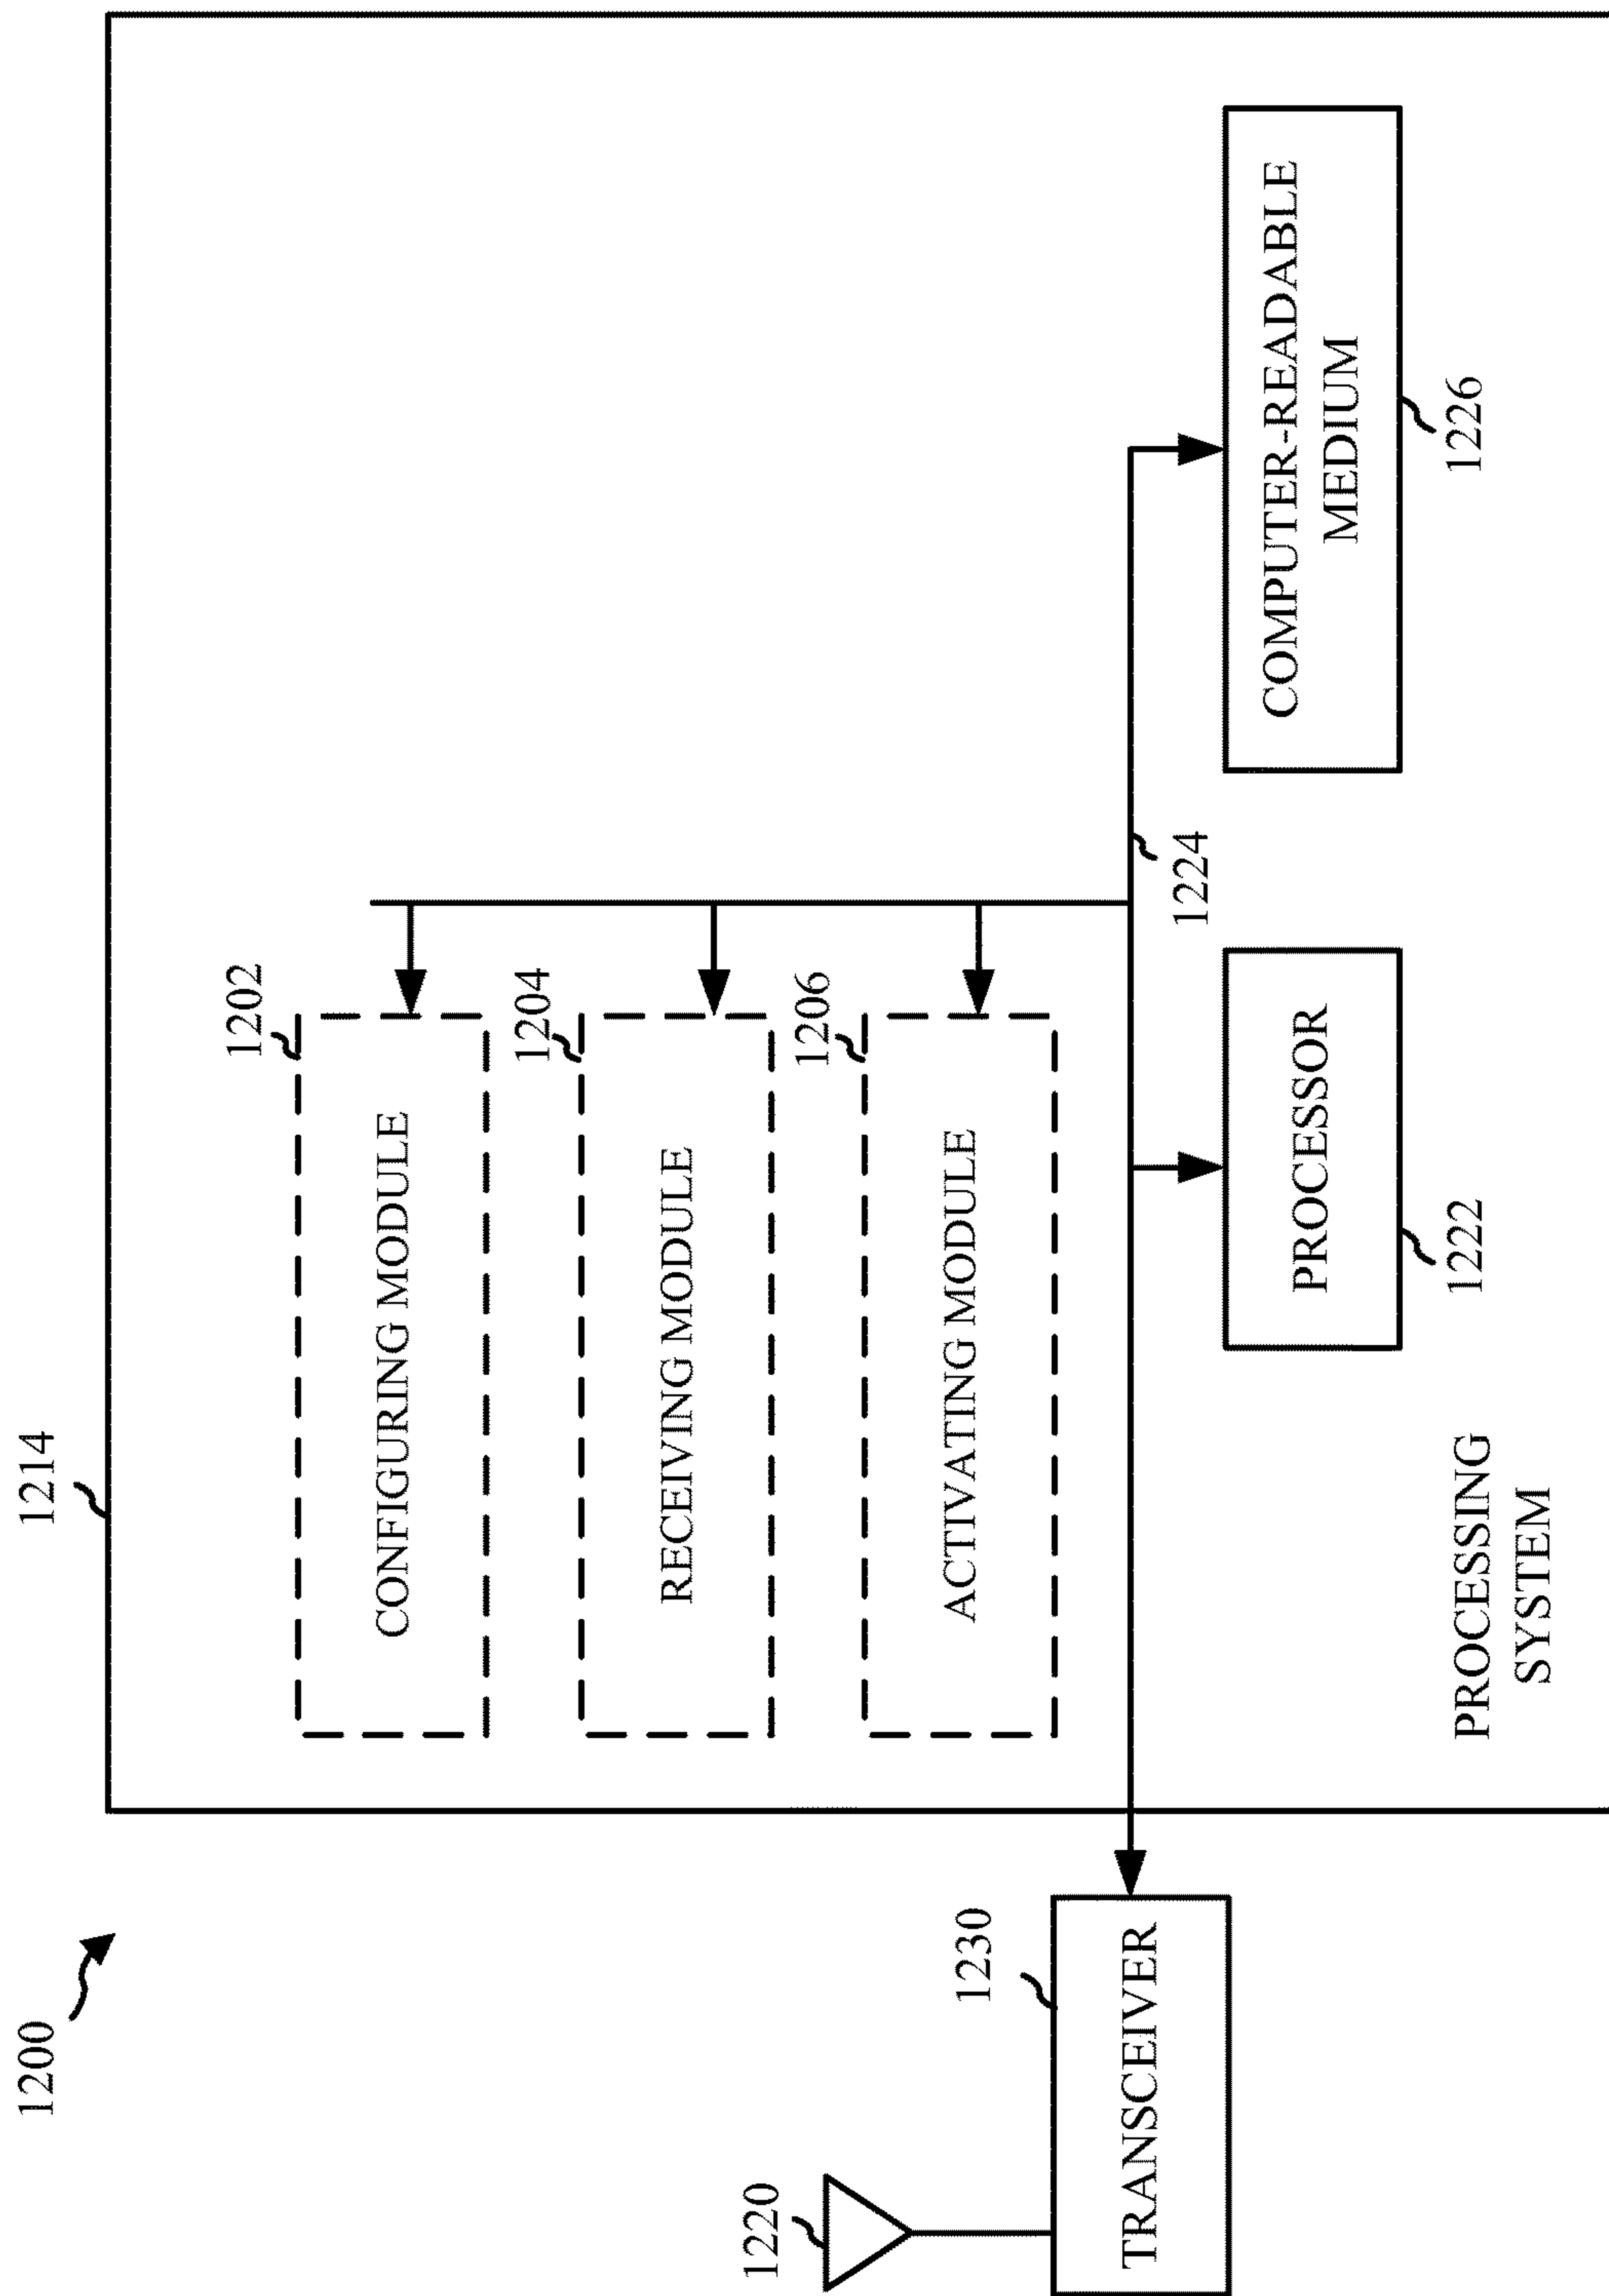 1200
1214
1202
CONFIGURING MODULE
1204
RECEIVING MODULE
1206
ACTIVATING MODULE
1220
1230
TRANSCEIVER
1224
PROCESSOR
1222
COMPUTER-READABLE
MEDIUM
1226
PROCESSING
SYSTEM